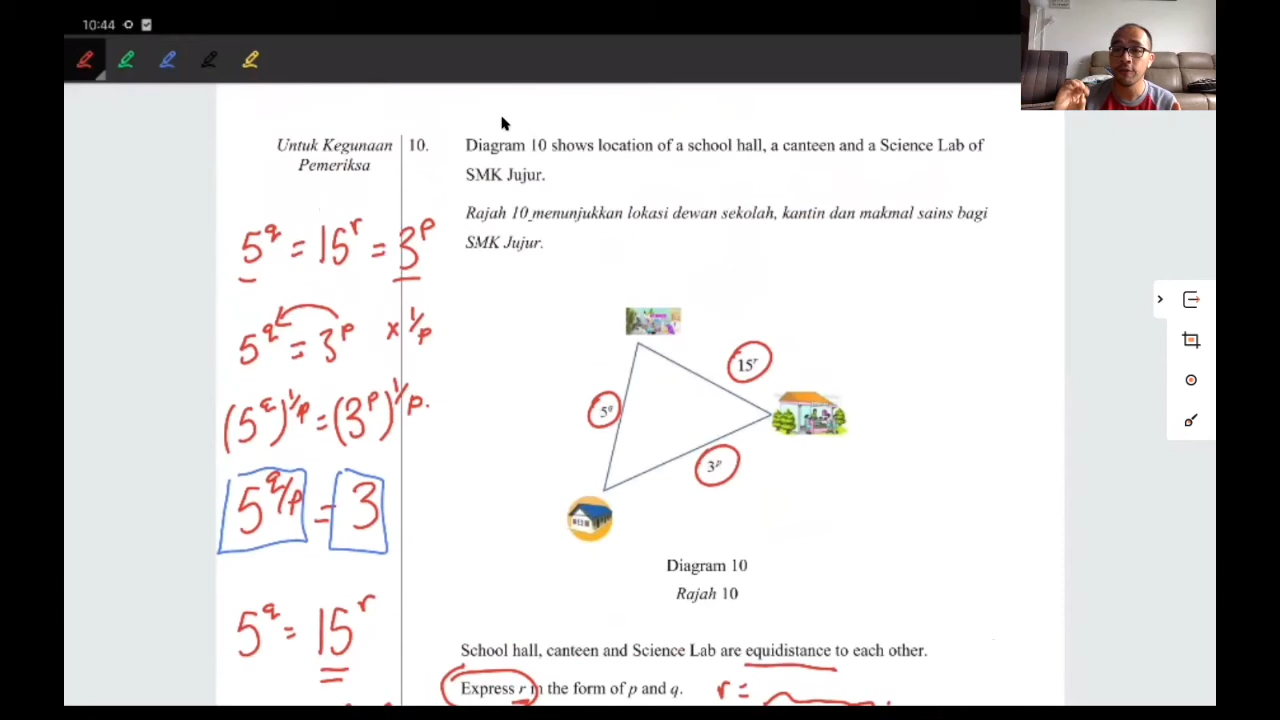 10:44
Untuk Kegunaan
Pemeriksa
10.
Diagram 10 shows location of a school hall, a canteen and a Science Lab of
SMK Jujur.
Rajah 10 menunjukkan lokasi dewan sekolah, kantin dan makmal sains bagi
SMK Jujur.
5^q = 15^r = 3^p
5^q = 3^p × 1/p
(5^q)^1/p = (3^p)^1/p.
5^q/p = 3
5^q = 15^r
15^r
5^q
3^p
Diagram 10
Rajah 10
School hall, canteen and Science Lab are equidistance to each other.
Express r in the form of p and q.
r =